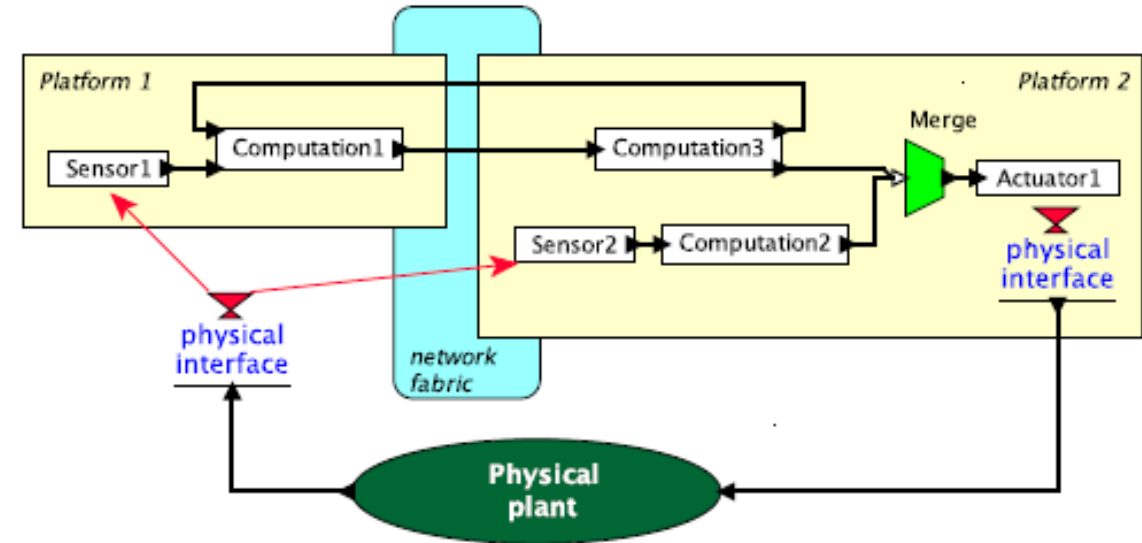 Platform 1
Platform 2
Merge
Computation1
Computation3
Sensor1
Actuator1
Sensor2
Computation2
physical
interface
physical
interface
network
fabric
Physical
plant